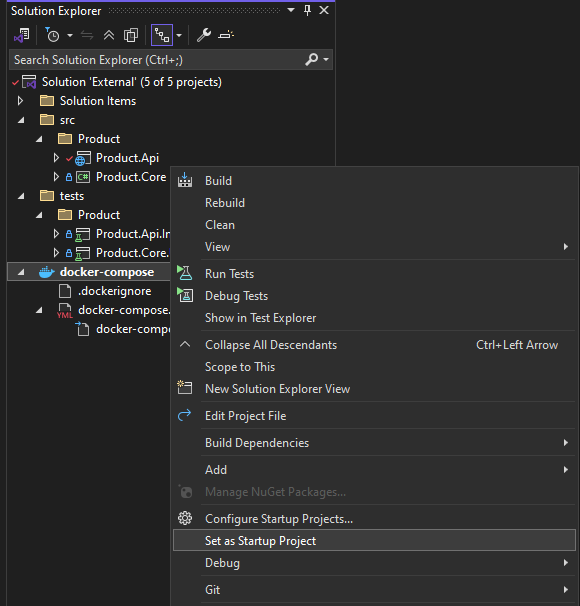 Solution Explorer
Search Solution Explorer (Ctrl+;)
Solution 'External' (5 of 5 projects)
Solution Items
src
Product
Product.Api
C# Product.Core
tests
Product
Product.Api.In
Product.Core.
docker-compose
.dockerignore
YML docker-compose.
docker-compo
Build
Rebuild
Clean
View
Run Tests
Debug Tests
Show in Test Explorer
Collapse All Descendants Ctrl+Left Arrow
Scope to This
New Solution Explorer View
Edit Project File
Build Dependencies
Add
Manage NuGet Packages...
Configure Startup Projects...
Set as Startup Project
Debug
Git